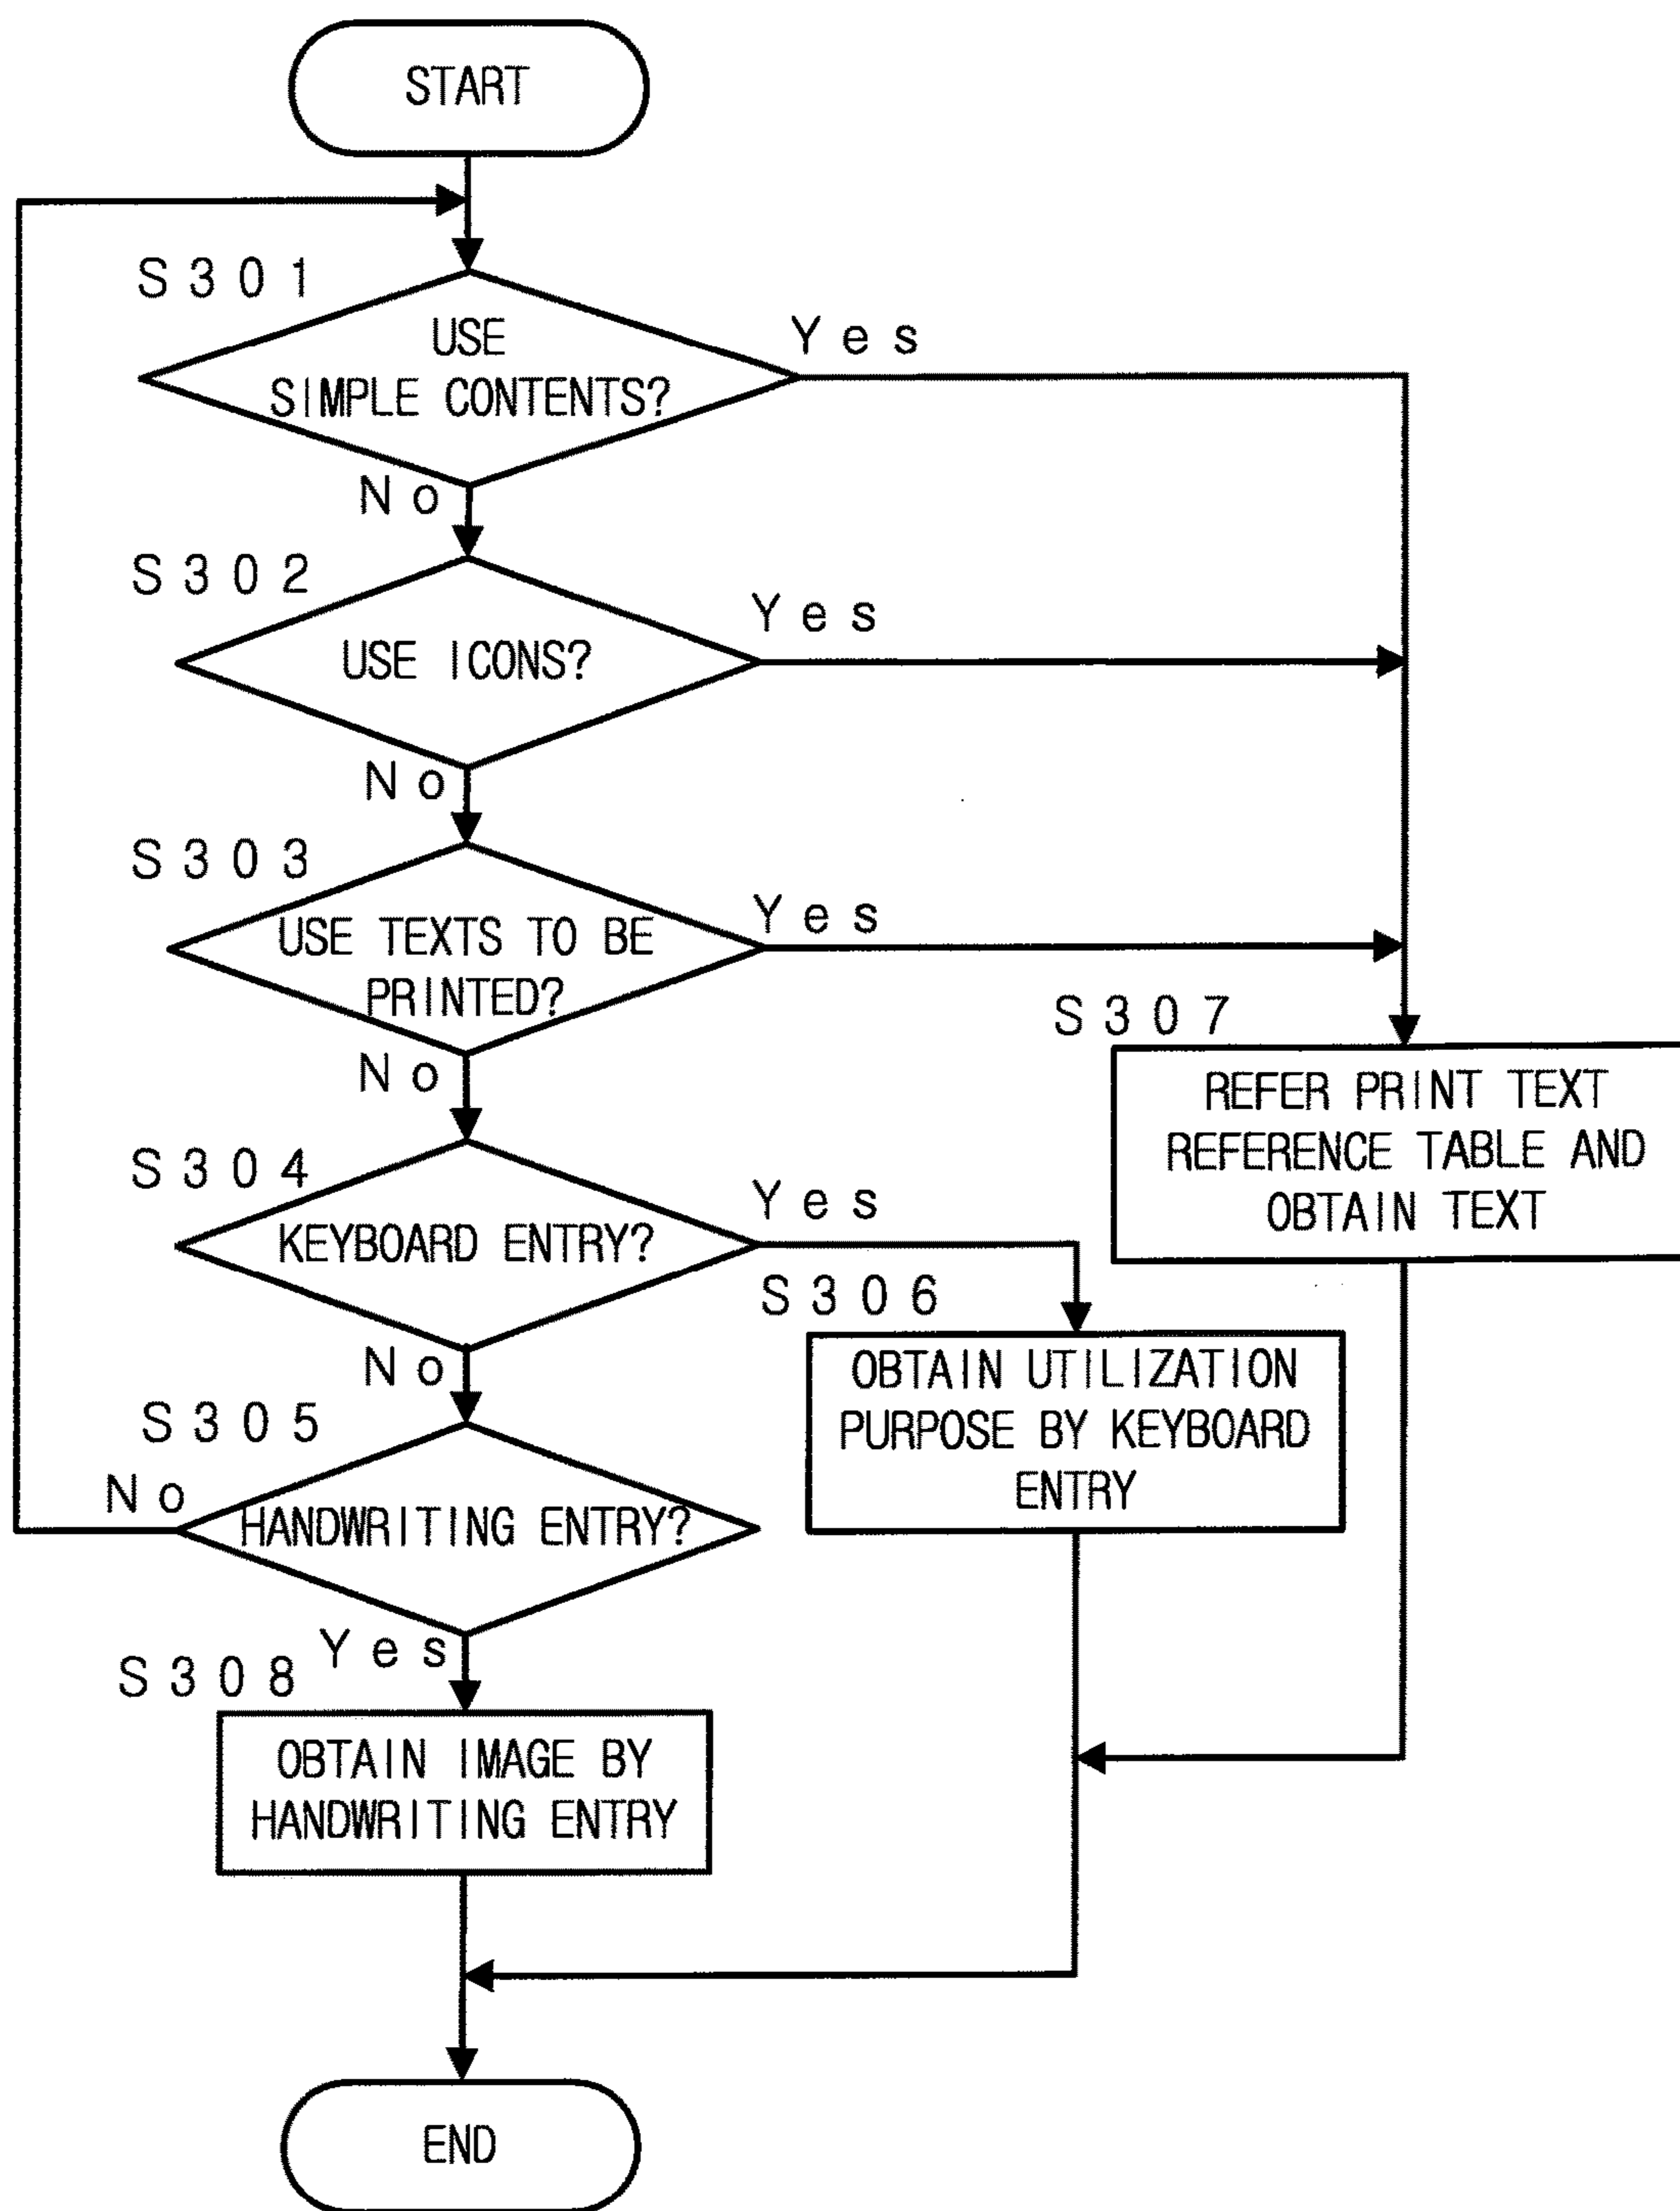 START
S301
USE
SIMPLE CONTENTS?
Yes
No
S302
USE ICONS?
Yes
No
S303
USE TEXTS TO BE
PRINTED?
Yes
No
S307
REFER PRINT TEXT
REFERENCE TABLE AND
OBTAIN TEXT
S304
KEYBOARD ENTRY?
Yes
No
S306
OBTAIN UTILIZATION
PURPOSE BY KEYBOARD
ENTRY
S305
HANDWRITING ENTRY?
No
Yes
S308
OBTAIN IMAGE BY
HANDWRITING ENTRY
END